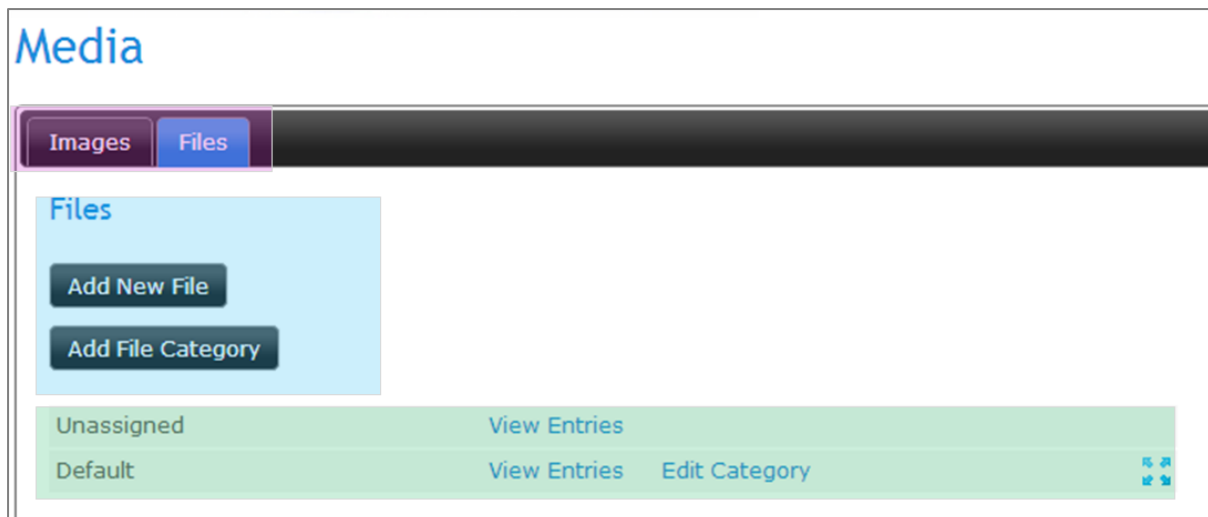 Media
Images Files
Files
Add New File
Add File Category
Unassigned View Entries
Default View Entries Edit Category